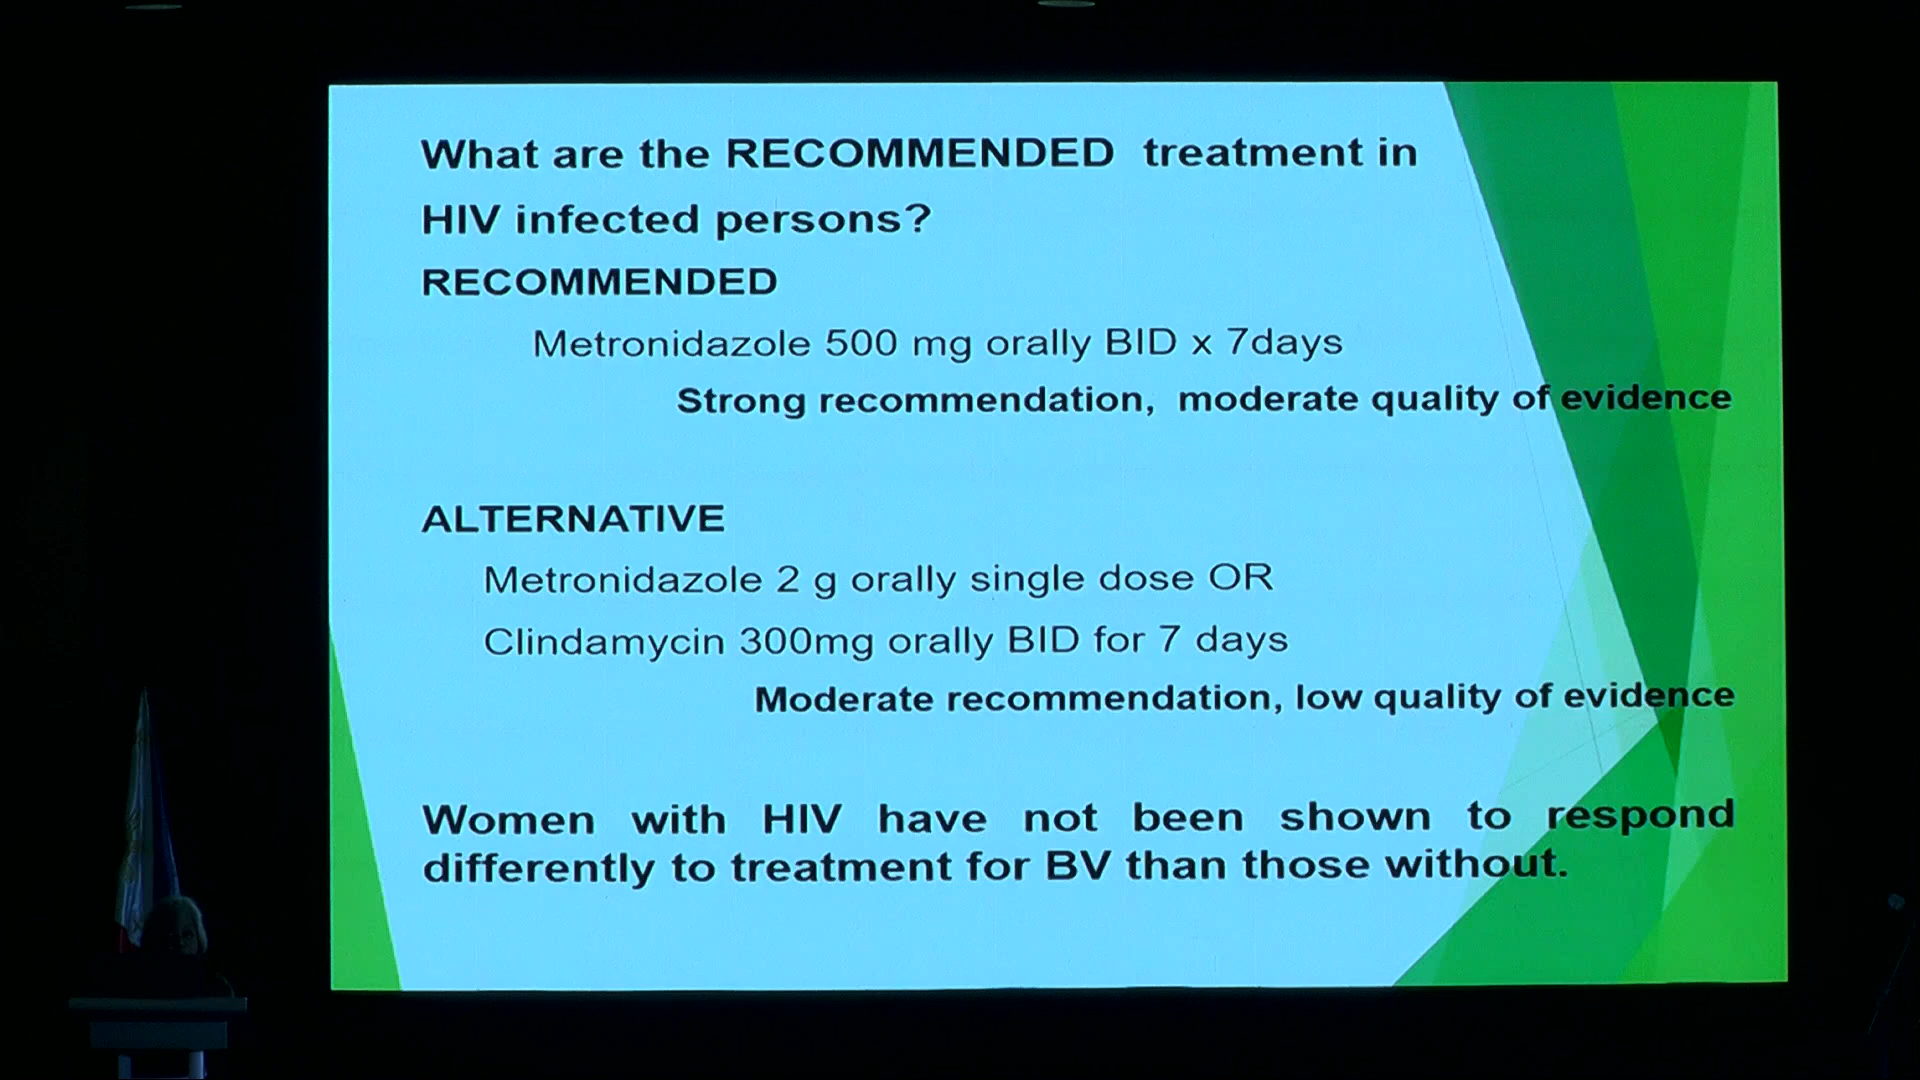 What are the RECOMMENDED treatment in
HIV infected persons?
RECOMMENDED
Metronidazole 500 mg orally BID x 7days
Strong recommendation, moderate quality of evidence
ALTERNATIVE
Metronidazole 2 g orally single dose OR
Clindamycin 300mg orally BID for 7 days
Moderate recommendation, low quality of evidence
Women with HIV have not been shown to respond
differently to treatment for BV than those without.